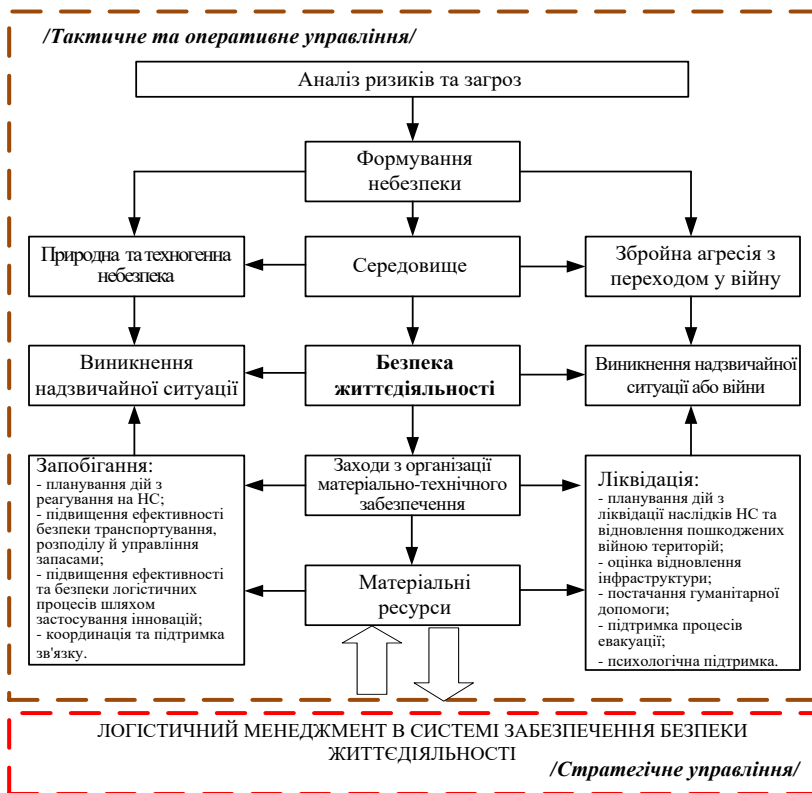 /Тактичне та оперативне управління/
Аналіз ризиків та загроз
Формування
небезпеки
Природна та техногенна
небезпека
Середовище
Збройна агресія з
переходом у війну
Виникнення
надзвичайної ситуації
Безпека
життєдіяльності
Виникнення надзвичайної
ситуації або війни
Запобігання:
- планування дій з
реагування на НС;
- підвищення ефективності
безпеки транспортування,
розподілу й управління
запасами;
- підвищення ефективності
та безпеки логістичних
процесів шляхом
застосування інновацій;
- координація та підтримка
зв'язку.
Заходи з організації
матеріально-технічного
забезпечення
Матеріальні
ресурси
Ліквідація:
- планування дій з
ліквідації наслідків НС та
відновлення пошкоджених
війною територій;
- оцінка відновлення
інфраструктури;
- постачання гуманітарної
допомоги;
- підтримка процесів
евакуації;
- психологічна підтримка.
ЛОГІСТИЧНИЙ МЕНЕДЖМЕНТ В СИСТЕМІ ЗАБЕЗПЕЧЕННЯ БЕЗПЕКИ
ЖИТТЄДІЯЛЬНОСТІ
/Стратегічне управління/